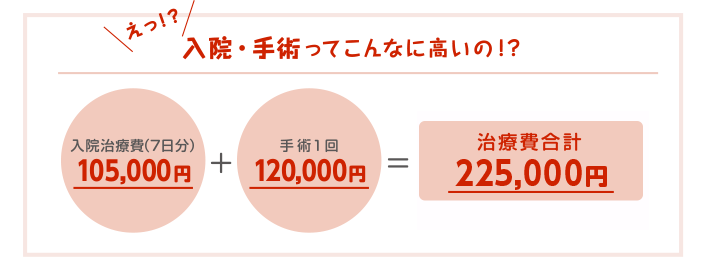 えっ!?
入院・手術ってこんなに高いの!?
入院治療費(7日分)
105,000円
+
手術1回
120,000円
=
治療費合計
225,000円